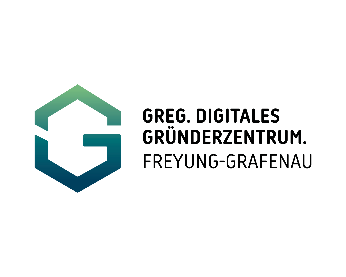 GREG. DIGITALES
GRÜNDERZENTRUM.
FREYUNG-GRAFENAU